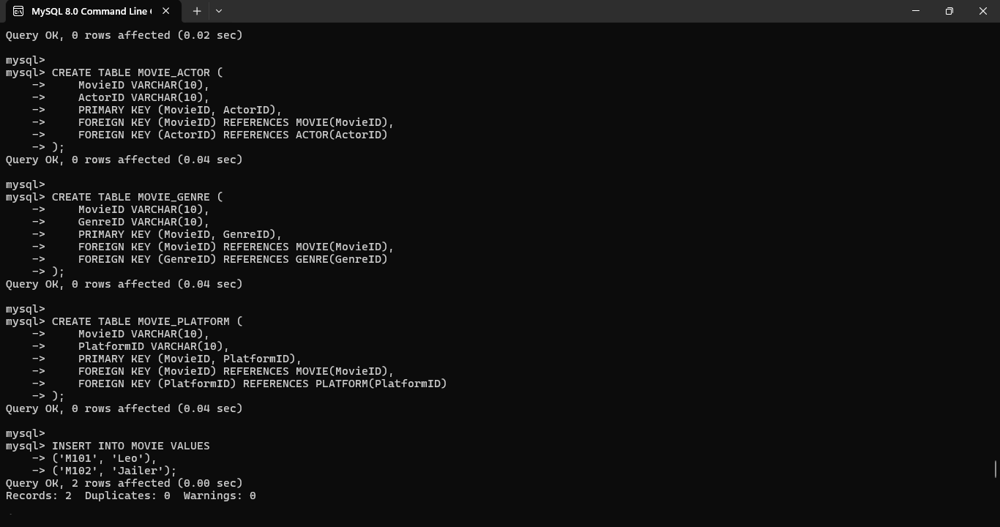 MySQL 8.0 Command Line
Query OK, 0 rows affected (0.02 sec)
mysql>
mysql> CREATE TABLE MOVIE_ACTOR (
    ->     MovieID VARCHAR(10),
    ->     ActorID VARCHAR(10),
    ->     PRIMARY KEY (MovieID, ActorID),
    ->     FOREIGN KEY (MovieID) REFERENCES MOVIE(MovieID),
    ->     FOREIGN KEY (ActorID) REFERENCES ACTOR(ActorID)
    -> );
Query OK, 0 rows affected (0.04 sec)
mysql>
mysql> CREATE TABLE MOVIE_GENRE (
    ->     MovieID VARCHAR(10),
    ->     GenreID VARCHAR(10),
    ->     PRIMARY KEY (MovieID, GenreID),
    ->     FOREIGN KEY (MovieID) REFERENCES MOVIE(MovieID),
    ->     FOREIGN KEY (GenreID) REFERENCES GENRE(GenreID)
    -> );
Query OK, 0 rows affected (0.04 sec)
mysql>
mysql> CREATE TABLE MOVIE_PLATFORM (
    ->     MovieID VARCHAR(10),
    ->     PlatformID VARCHAR(10),
    ->     PRIMARY KEY (MovieID, PlatformID),
    ->     FOREIGN KEY (MovieID) REFERENCES MOVIE(MovieID),
    ->     FOREIGN KEY (PlatformID) REFERENCES PLATFORM(PlatformID)
    -> );
Query OK, 0 rows affected (0.04 sec)
mysql>
mysql> INSERT INTO MOVIE VALUES
    -> ('M101', 'Leo'),
    -> ('M102', 'Jailer');
Query OK, 2 rows affected (0.00 sec)
Records: 2  Duplicates: 0  Warnings: 0